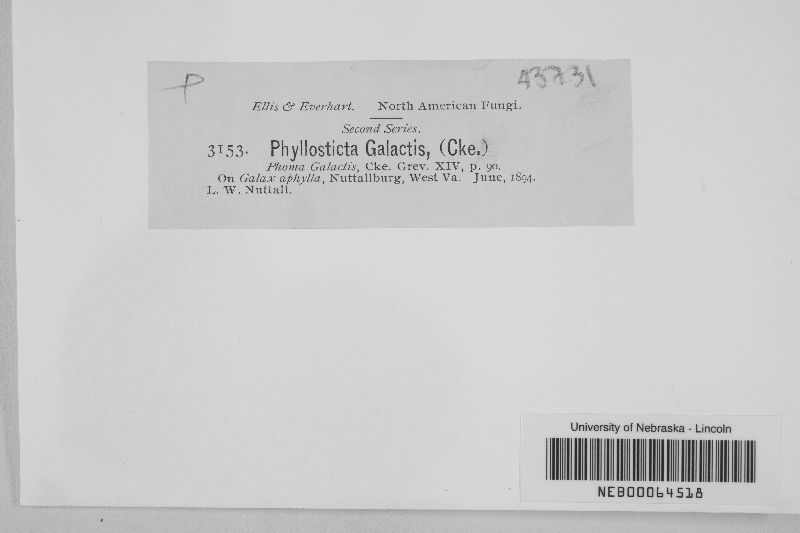 P 43731
Ellis & Everhart. North American Fungi.
Second Series.
3153. Phyllosticta Galactis, (Cke.)
Phoma Galactis, Cke. Grev. XIV, p. 90.
On Galax aphylla, Nuttallburg, West Va. June, 1894.
L. W. Nuttall.
University of Nebraska - Lincoln
NEB00064518